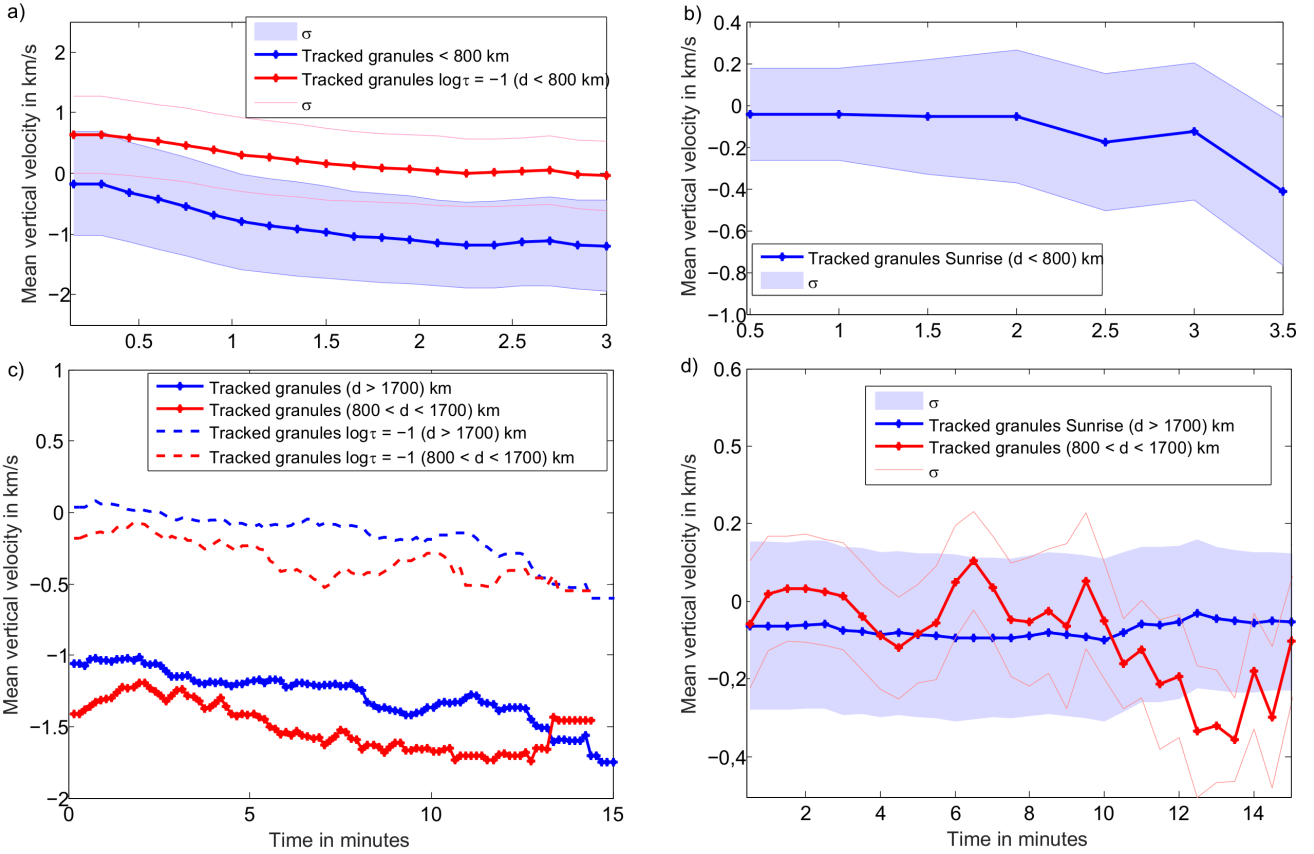 a)
Mean vertical velocity in km/s
2
1
0
−1
−2
σ
Tracked granules < 800 km
Tracked granules logτ = −1 (d < 800 km)
σ
0.5
1
1.5
2
2.5
3
b)
Mean vertical velocity in km/s
0.4
0.2
0
−0.2
−0.4
−0.6
−0.8
−1.0
Tracked granules Sunrise (d < 800) km
σ
0.5
1
1.5
2
2.5
3
3.5
c)
Mean vertical velocity in km/s
1
0.5
0
−0.5
−1
−1.5
−2
Tracked granules (d > 1700) km
Tracked granules (800 < d < 1700) km
Tracked granules logτ = −1 (d > 1700) km
Tracked granules logτ = −1 (800 < d < 1700) km
0
5
10
15
Time in minutes
d)
Mean vertical velocity in km/s
0.6
0.5
0.2
0
−0.2
−0.4
σ
Tracked granules Sunrise (d > 1700) km
Tracked granules (800 < d < 1700) km
σ
2
4
6
8
10
12
14
Time in minutes